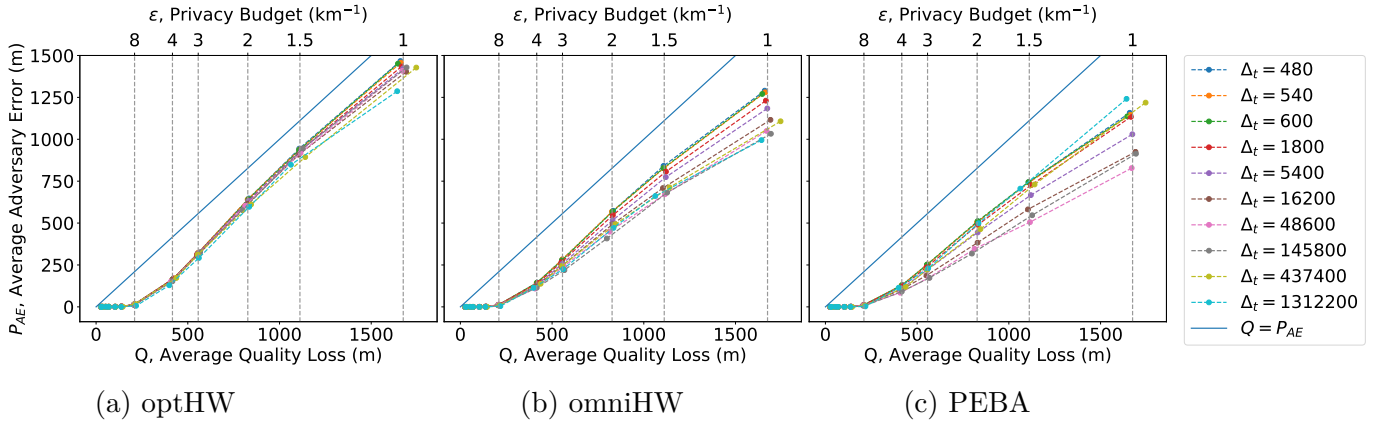 ε, Privacy Budget (km⁻¹)
ε, Privacy Budget (km⁻¹)
ε, Privacy Budget (km⁻¹)
8 4 3 2 1.5 1
8 4 3 2 1.5 1
8 4 3 2 1.5 1
P_AE, Average Adversary Error (m)
1500
1250
1000
750
500
250
0
0 500 1000 1500
0 500 1000 1500
0 500 1000 1500
Q, Average Quality Loss (m)
Q, Average Quality Loss (m)
Q, Average Quality Loss (m)
Δ_t = 480
Δ_t = 540
Δ_t = 600
Δ_t = 1800
Δ_t = 5400
Δ_t = 16200
Δ_t = 48600
Δ_t = 145800
Δ_t = 437400
Δ_t = 1312200
Q = P_AE
(a) optHW
(b) omniHW
(c) PEBA